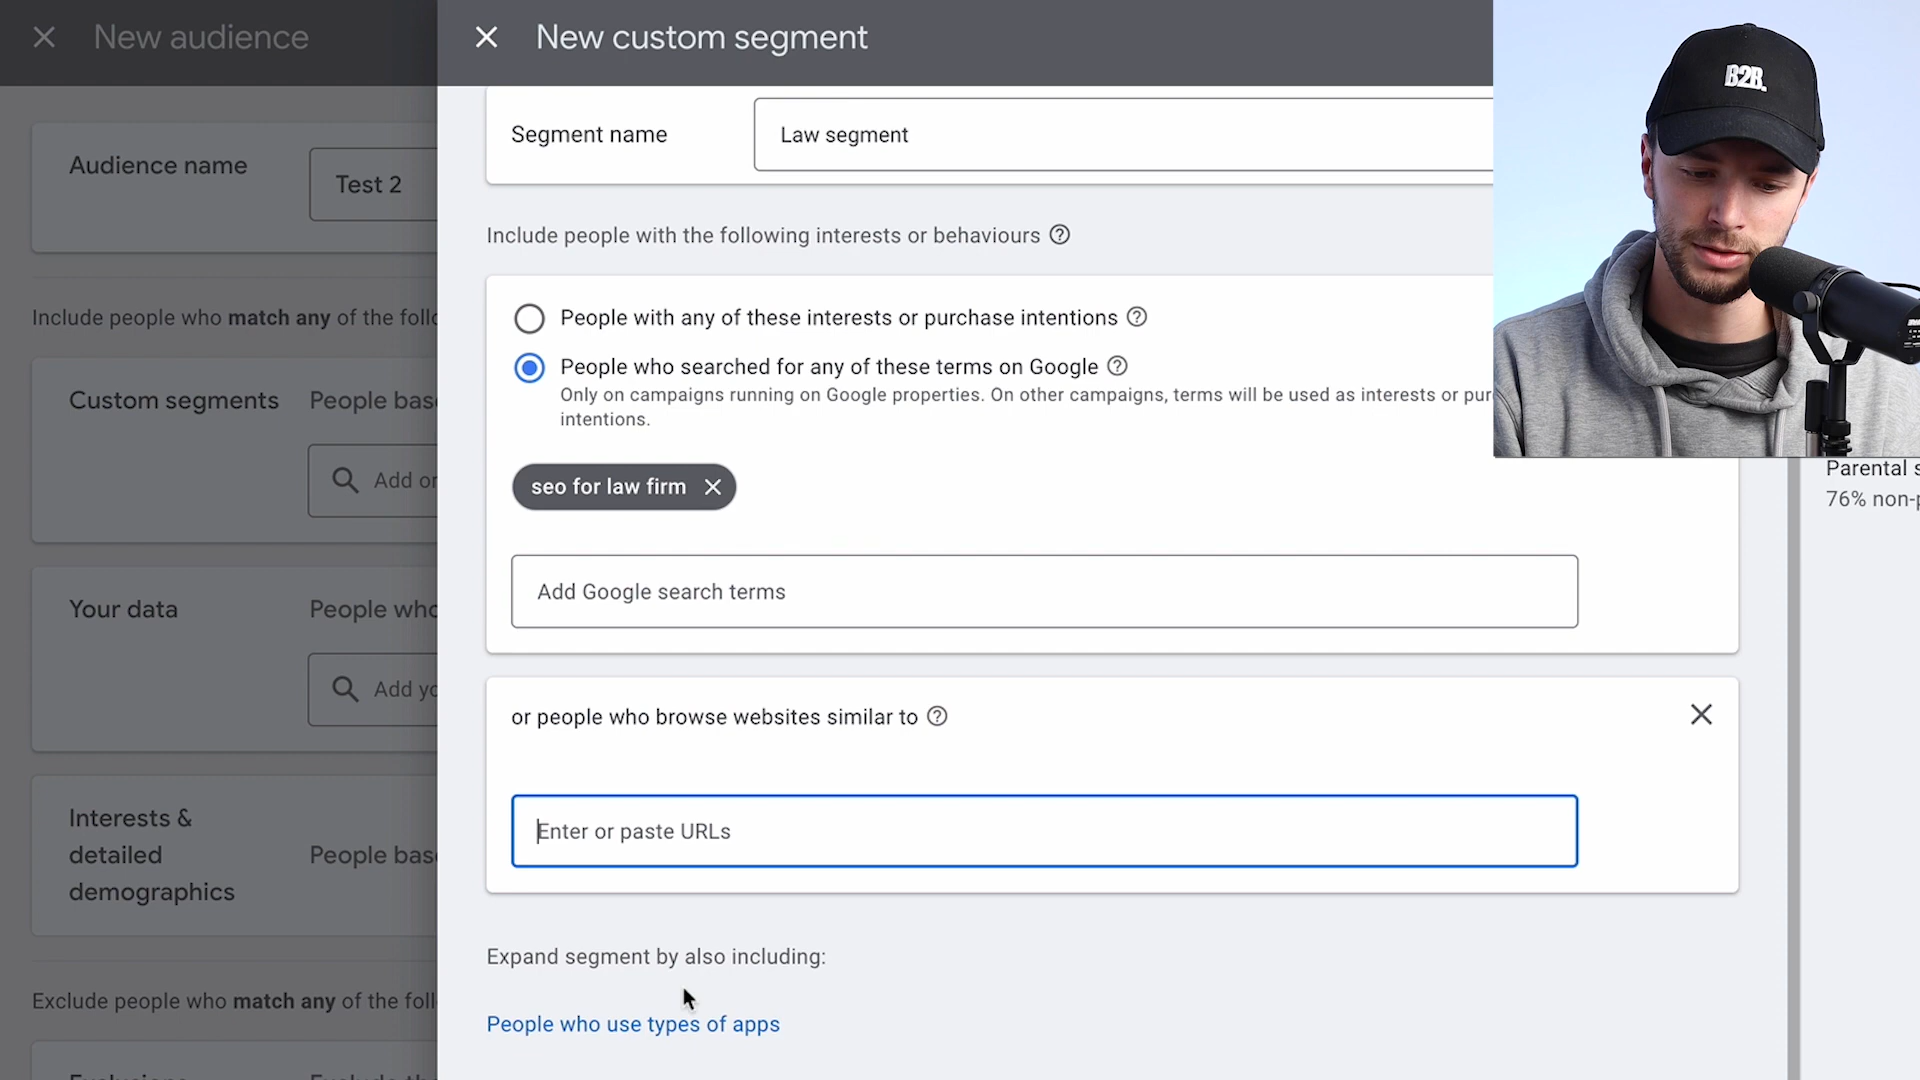 New audience
New custom segment
B2B.
Audience name
Test 2
Segment name
Law segment
Include people who match any of the follo
Include people with the following interests or behaviours
People with any of these interests or purchase intentions
People who searched for any of these terms on Google
Only on campaigns running on Google properties. On other campaigns, terms will be used as interests or pur
intentions.
Custom segments
People bas
Add or
seo for law firm
Add Google search terms
Parental s
76% non-p
Your data
People who
Add yo
or people who browse websites similar to
Enter or paste URLs
Interests &
detailed
demographics
People bas
Expand segment by also including:
People who use types of apps
Exclude people who match any of the foll